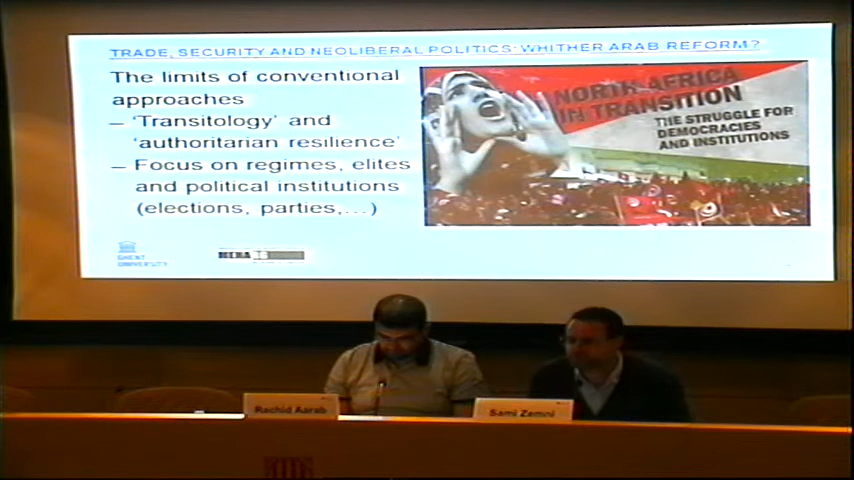 TRADE, SECURITY AND NEOLIBERAL POLITICS: WHITHER ARAB REFORM?
The limits of conventional
approaches
– 'Transitology' and
'authoritarian resilience'
– Focus on regimes, elites
and political institutions
(elections, parties,...)
NORTH AFRICA
IN TRANSITION
THE STRUGGLE FOR
DEMOCRACIES
AND INSTITUTIONS
GHENT
UNIVERSITY
Rachid Aarab
Sami Zemni